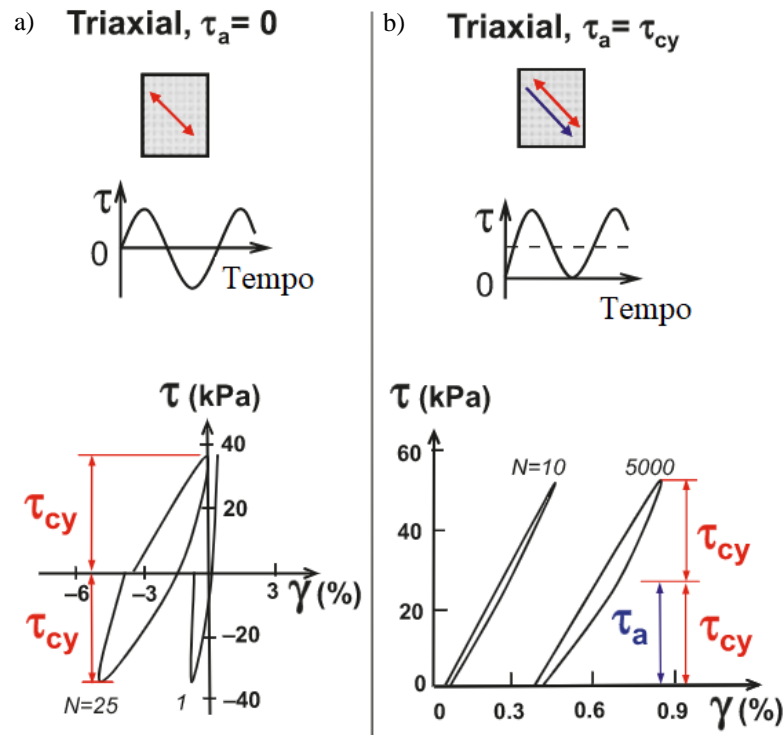 a) Triaxial, τa = 0
τ
0
Tempo
τ (kPa)
40
20
τcy
−6
−3
3
γ (%)
τcy
−20
−40
N=25
1
b) Triaxial, τa = τcy
τ
0
Tempo
τ (kPa)
60
N=10
5000
40
τcy
20
τa
τcy
0
0
0.3
0.6
0.9
γ (%)